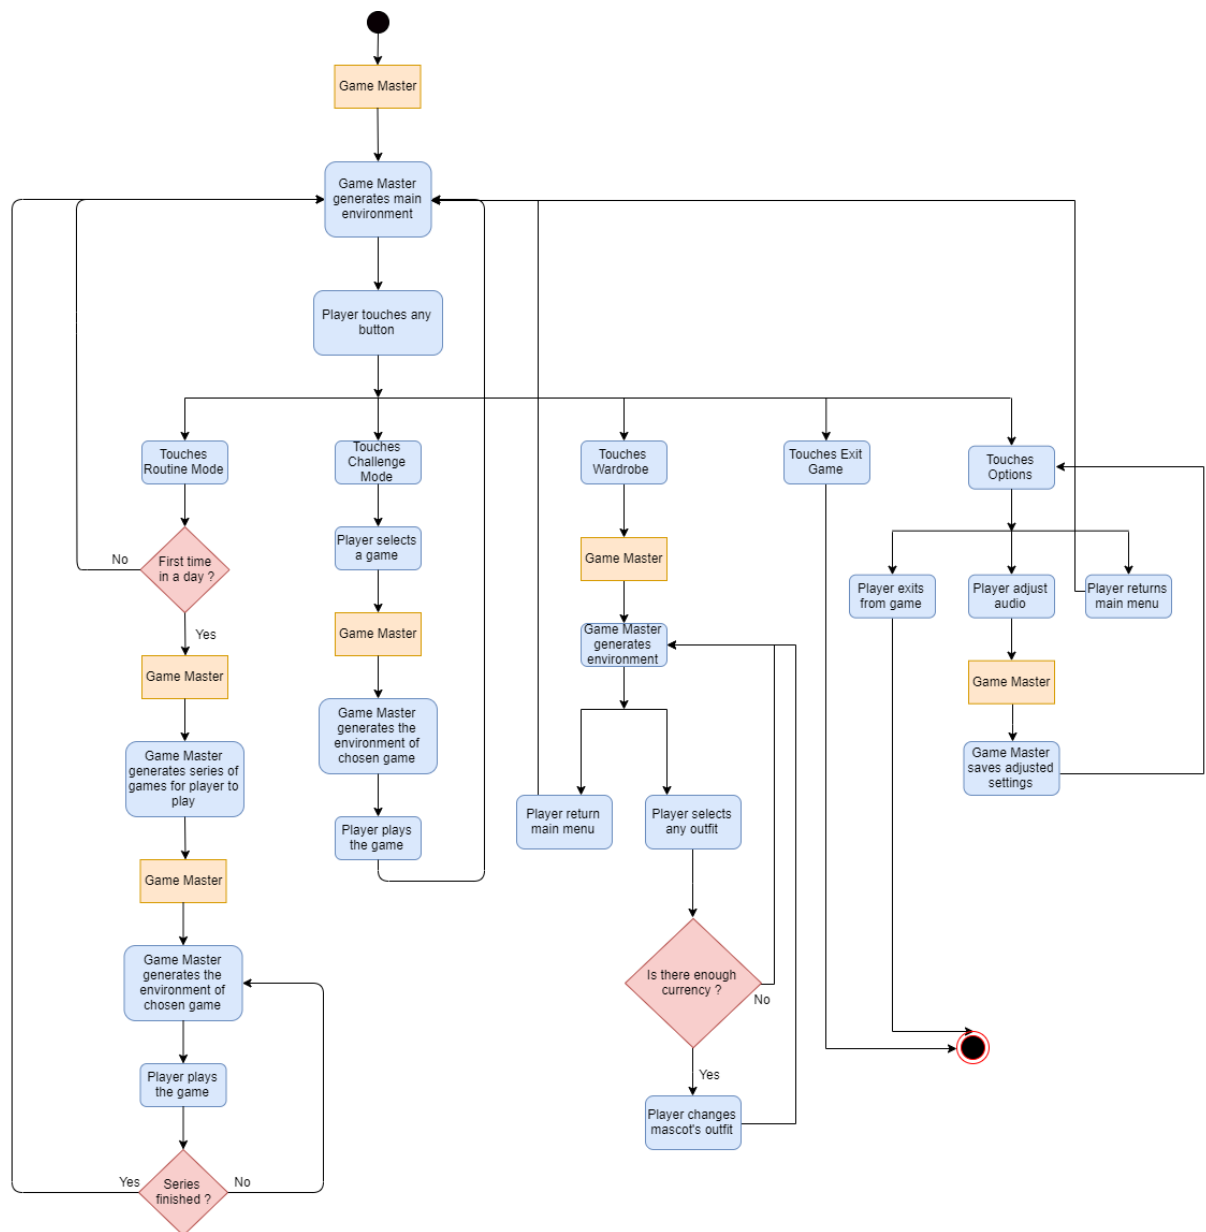 Game Master
Game Master
generates main
environment
Player touches any
button
Touches
Routine Mode
Touches
Challenge
Mode
Touches
Wardrobe
Touches Exit
Game
Touches
Options
First time
in a day ?
No
Yes
Player selects
a game
Game Master
Game Master
generates
environment
Player exits
from game
Player adjust
audio
Player returns
main menu
Game Master
Game Master
Game Master
Game Master
generates series of
games for player to
play
Game Master
generates the
environment of
chosen game
Game Master
saves adjusted
settings
Player plays
the game
Player return
main menu
Player selects
any outfit
Game Master
Game Master
generates the
environment of
chosen game
Is there enough
currency ?
No
Yes
Player plays
the game
Player changes
mascot's outfit
Series
finished ?
Yes
No